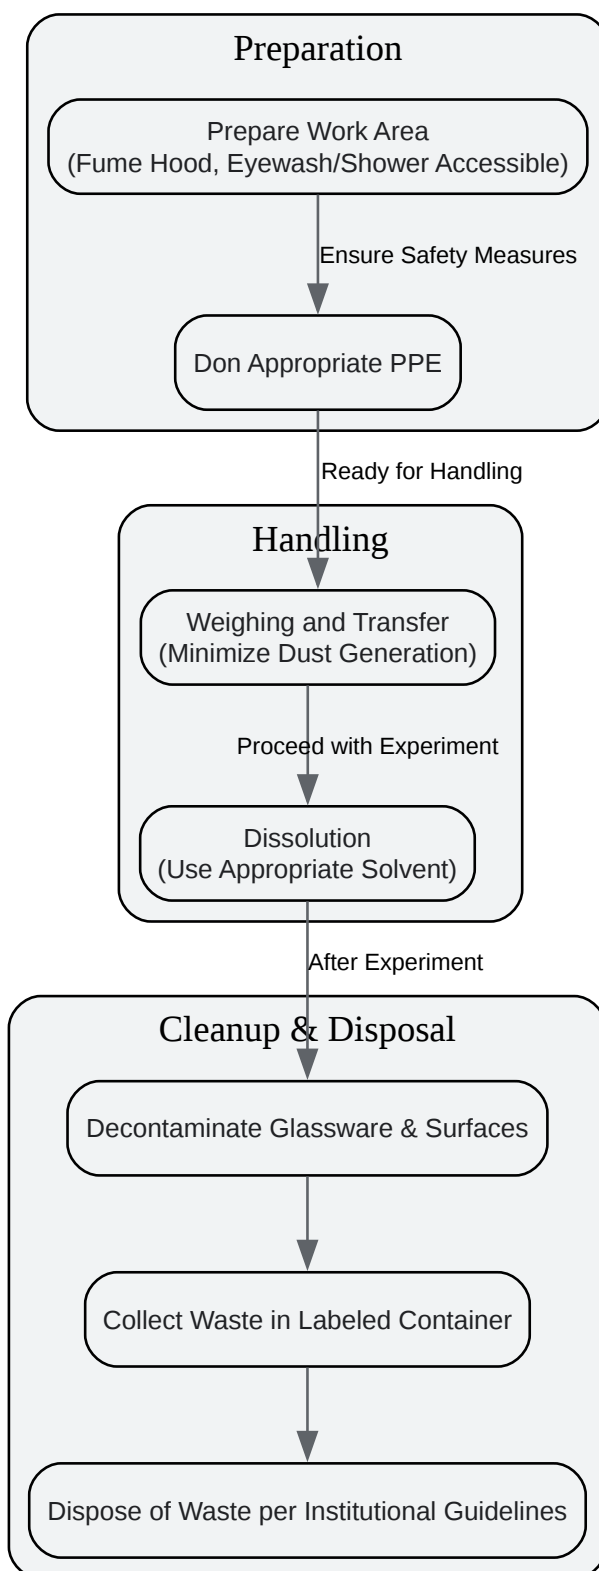 Preparation
Prepare Work Area
(Fume Hood, Eyewash/Shower Accessible)
Ensure Safety Measures
Don Appropriate PPE
Ready for Handling
Handling
Weighing and Transfer
(Minimize Dust Generation)
Proceed with Experiment
Dissolution
(Use Appropriate Solvent)
After Experiment
Cleanup & Disposal
Decontaminate Glassware & Surfaces
Collect Waste in Labeled Container
Dispose of Waste per Institutional Guidelines